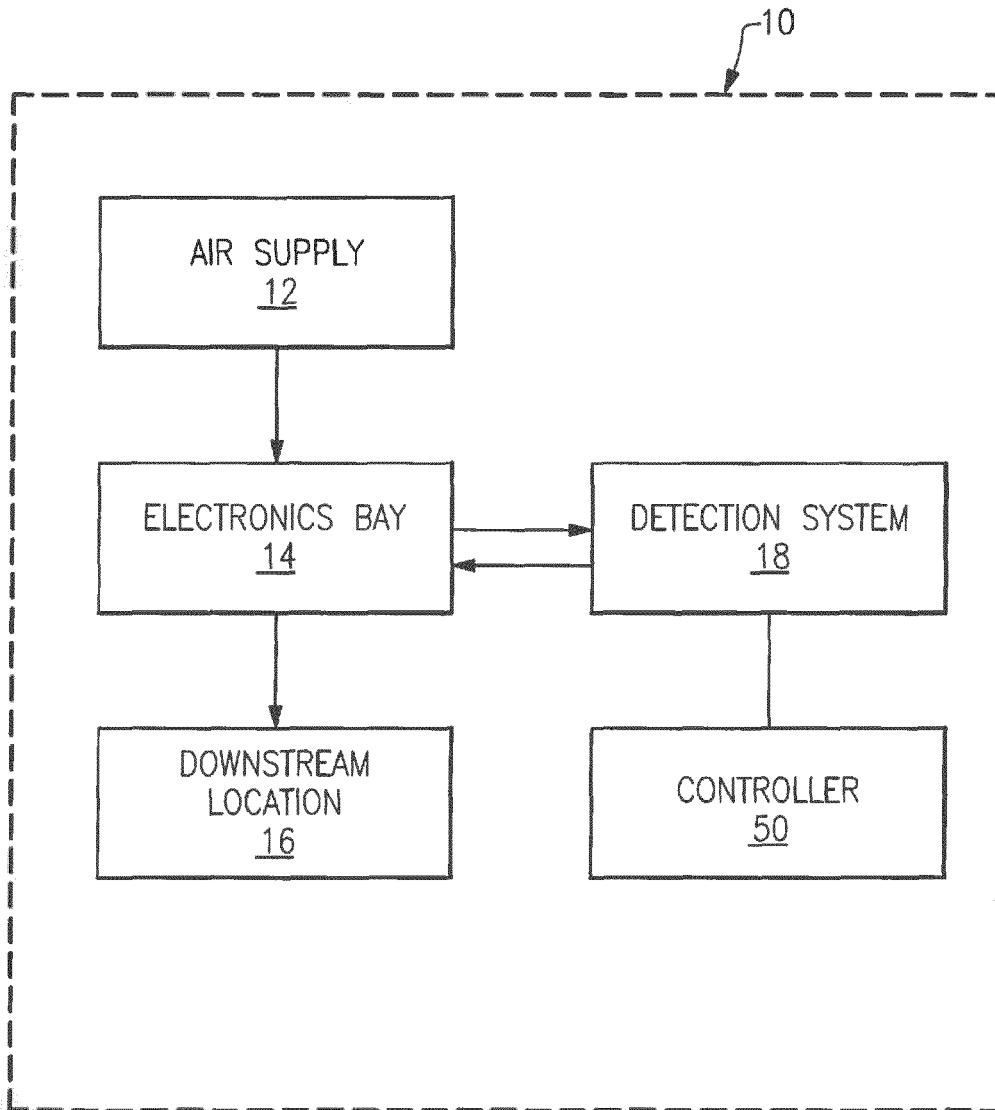 10
AIR SUPPLY
12
ELECTRONICS BAY
14
DETECTION SYSTEM
18
DOWNSTREAM
LOCATION
16
CONTROLLER
50